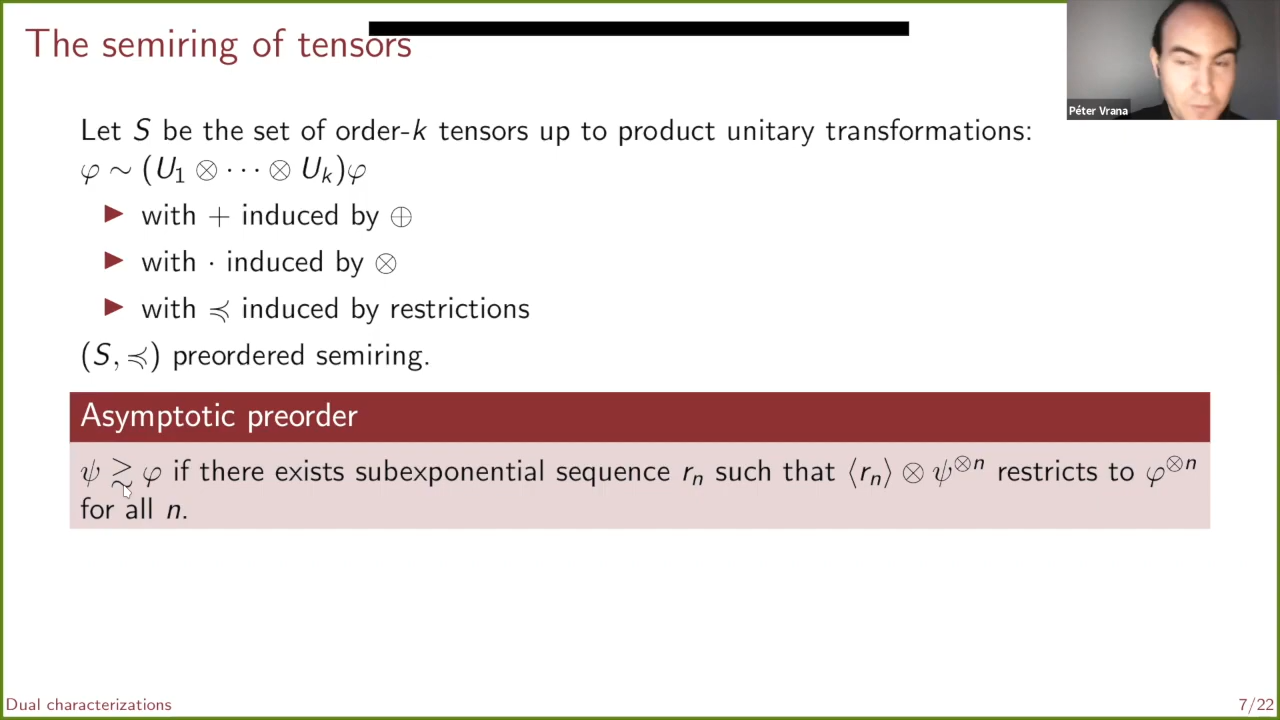 The semiring of tensors
Péter Vrana
Let S be the set of order-k tensors up to product unitary transformations:
φ ∼ (U₁ ⊗ ⋯ ⊗ Uₖ)φ
▶ with + induced by ⊕
▶ with · induced by ⊗
▶ with ≼ induced by restrictions
(S, ≼) preordered semiring.
Asymptotic preorder
ψ ≳ φ if there exists subexponential sequence rₙ such that ⟨rₙ⟩ ⊗ ψ^{⊗n} restricts to φ^{⊗n}
for all n.
Dual characterizations
7/22